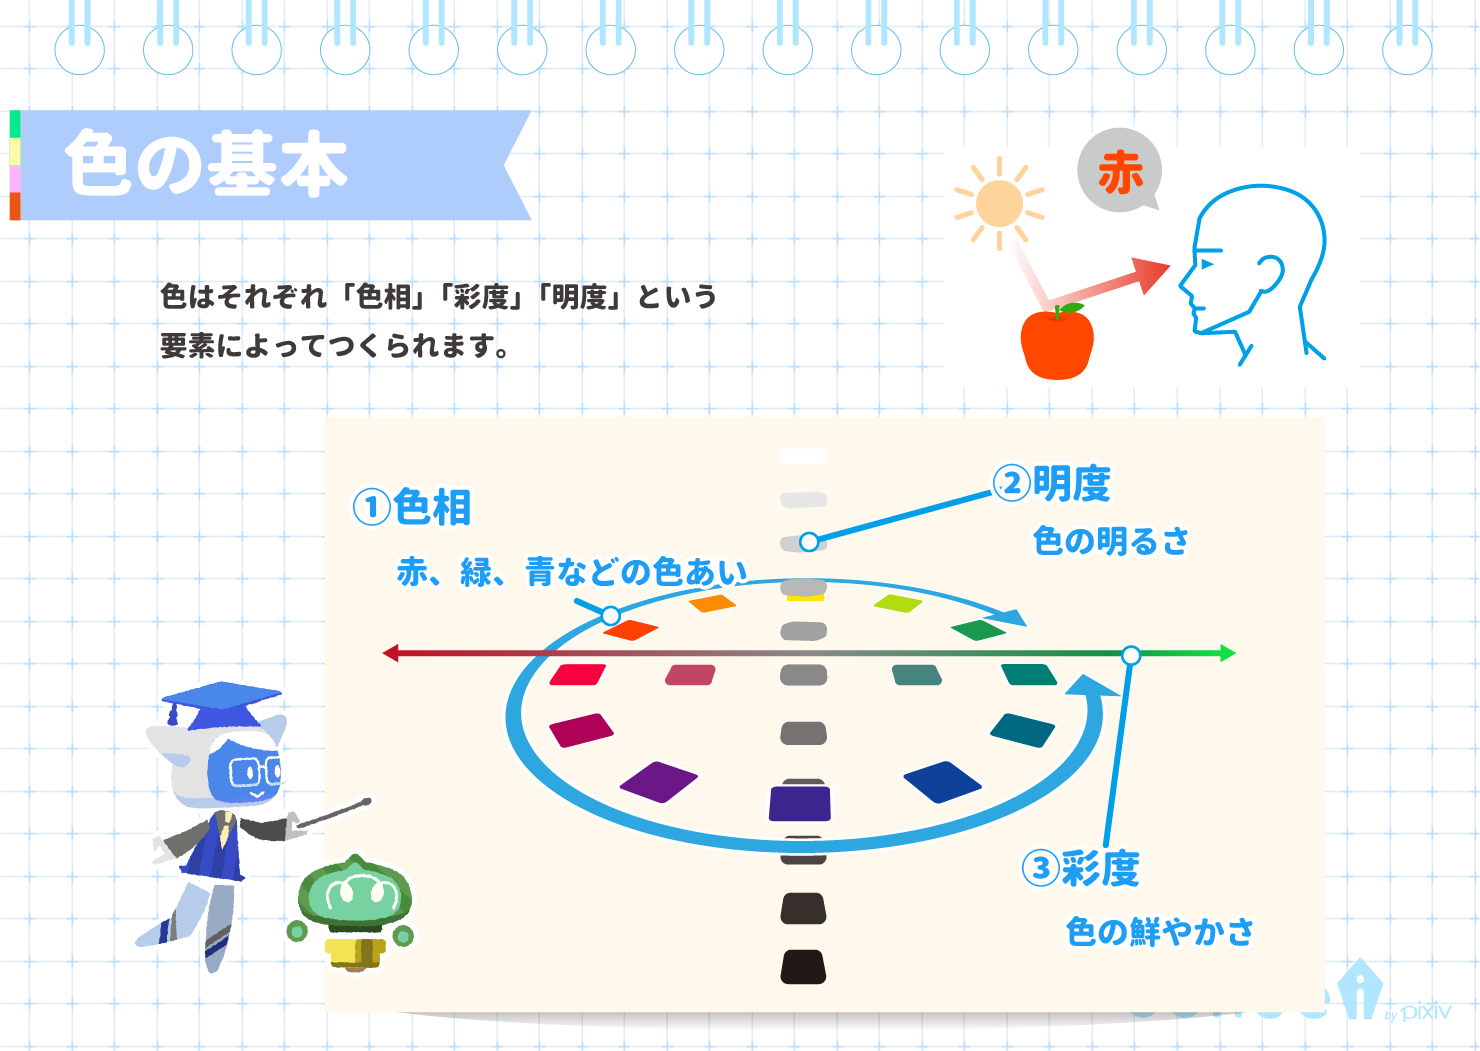 色の基本
赤
色はそれぞれ「色相」「彩度」「明度」という
要素によってつくられます。
①色相
赤、緑、青などの色あい
②明度
色の明るさ
③彩度
色の鮮やかさ
by pixiv